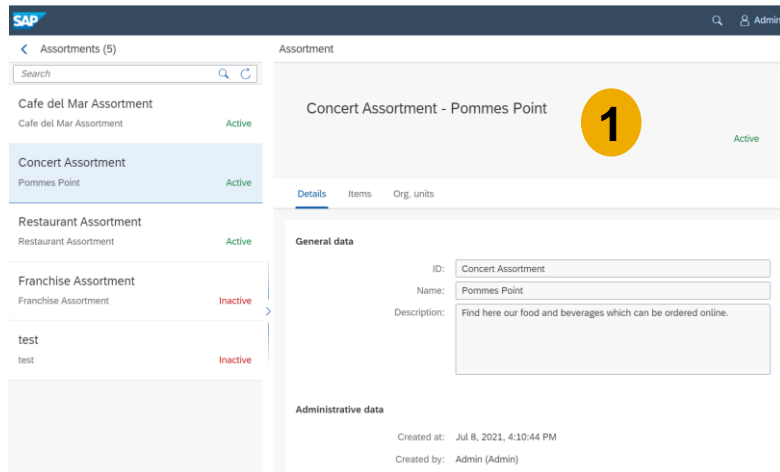 SAP
Admin
Assortments (5)
Assortment
Search
Cafe del Mar Assortment
Cafe del Mar Assortment Active
Concert Assortment
Pommes Point Active
Restaurant Assortment
Restaurant Assortment Active
Franchise Assortment
Franchise Assortment Inactive
test
test Inactive
Concert Assortment - Pommes Point
1
Active
Details Items Org. units
General data
ID: Concert Assortment
Name: Pommes Point
Description: Find here our food and beverages which can be ordered online.
Administrative data
Created at: Jul 8, 2021, 4:10:44 PM
Created by: Admin (Admin)